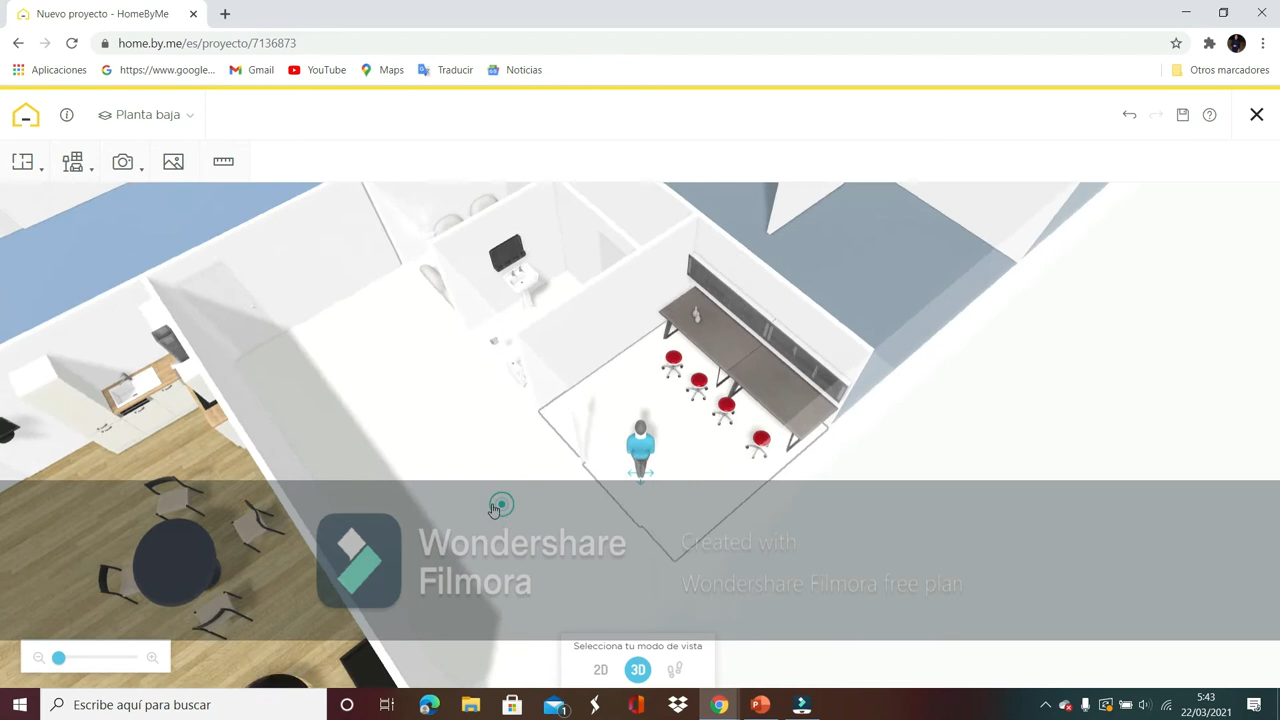 Nuevo proyecto - HomeByMe
home.by.me/es/proyecto/7136873
Aplicaciones
https://www.google...
Gmail
YouTube
Maps
Traducir
Noticias
Otros marcadores
Planta baja
Wondershare
Filmora
Created with
Wondershare Filmora free plan
Selecciona tu modo de vista
2D
3D
Escribe aquí para buscar
1
5:43
22/03/2021